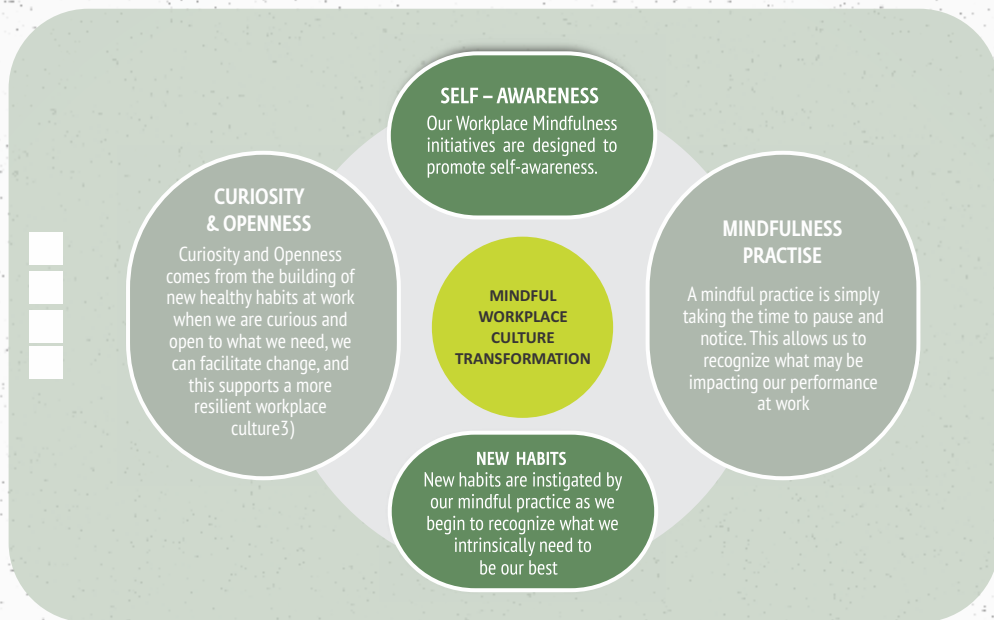 SELF – AWARENESS
Our Workplace Mindfulness
initiatives are designed to
promote self-awareness.
CURIOSITY
& OPENNESS
Curiosity and Openness
comes from the building of
new healthy habits at work
when we are curious and
open to what we need, we
can facilitate change, and
this supports a more
resilient workplace
culture3)
MINDFUL
WORKPLACE
CULTURE
TRANSFORMATION
MINDFULNESS
PRACTISE
A mindful practice is simply
taking the time to pause and
notice. This allows us to
recognize what may be
impacting our performance
at work
NEW HABITS
New habits are instigated by
our mindful practice as we
begin to recognize what we
intrinsically need to
be our best